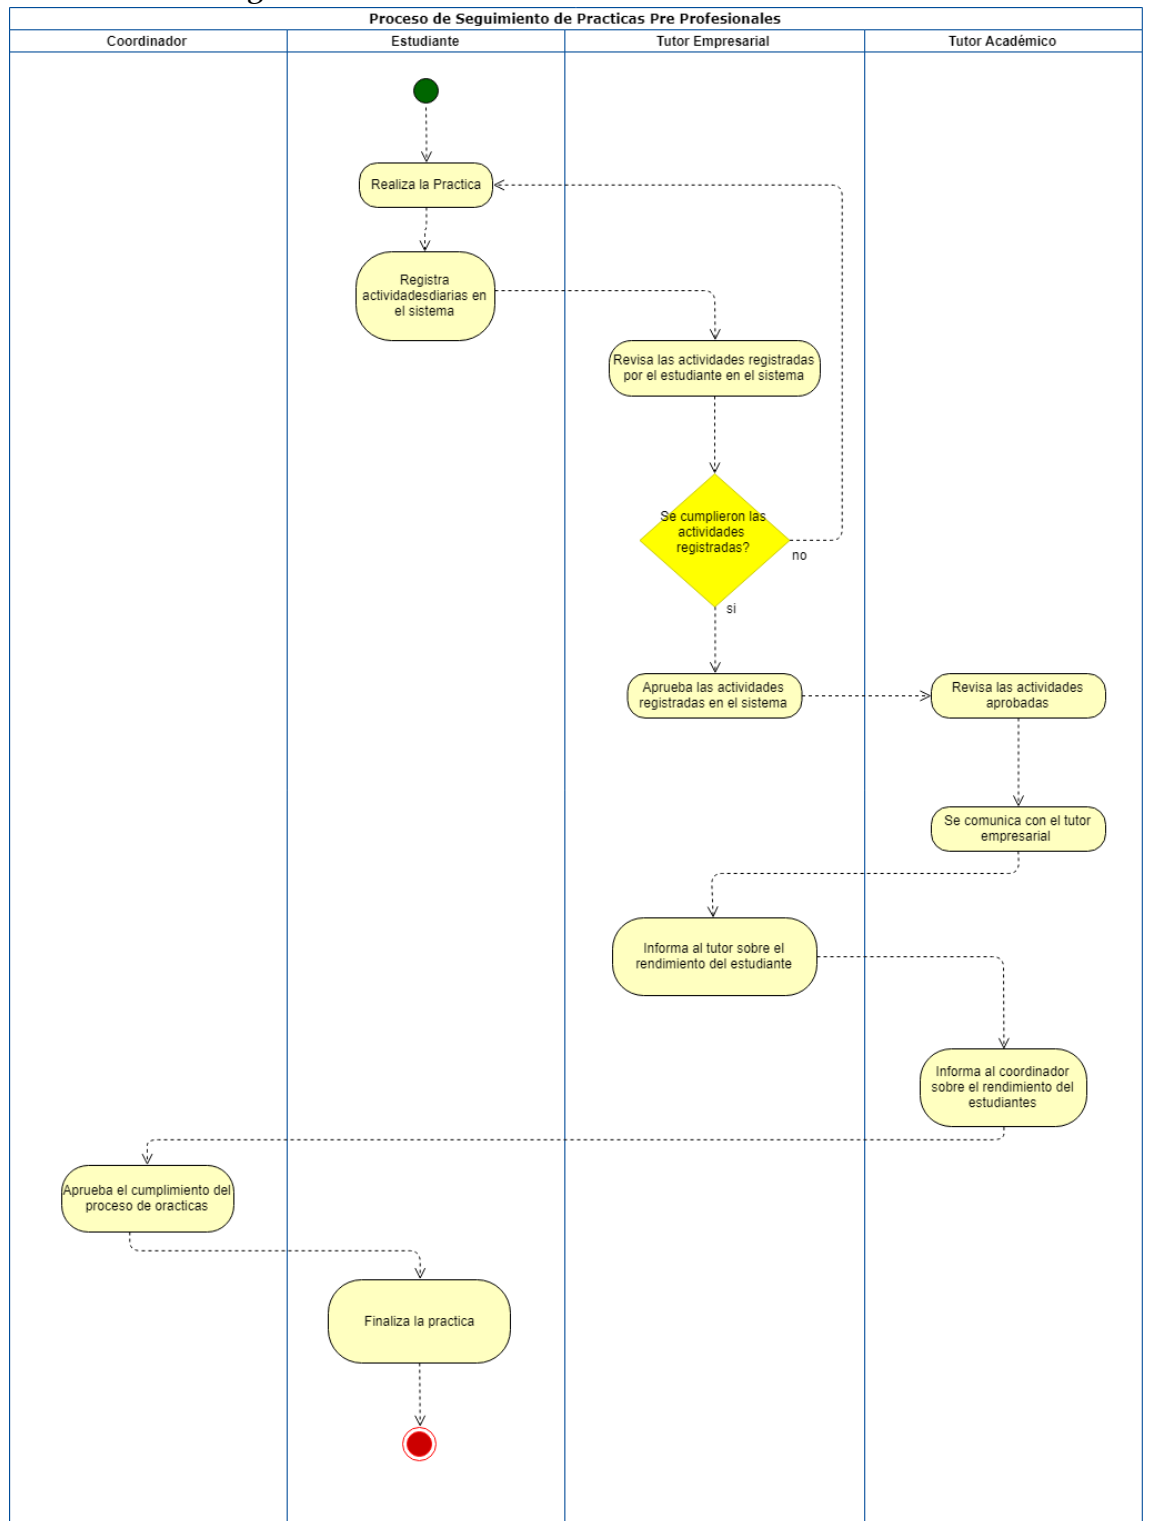 Proceso de Seguimiento de Practicas Pre Profesionales
Coordinador
Estudiante
Tutor Empresarial
Tutor Académico
Realiza la Practica
Registra
actividadesdiarias en
el sistema
Revisa las actividades registradas
por el estudiante en el sistema
Se cumplieron las
actividades
registradas?
no
si
Aprueba las actividades
registradas en el sistema
Revisa las actividades
aprobadas
Se comunica con el tutor
empresarial
Informa al tutor sobre el
rendimiento del estudiante
Informa al coordinador
sobre el rendimiento del
estudiantes
Aprueba el cumplimiento del
proceso de oracticas
Finaliza la practica